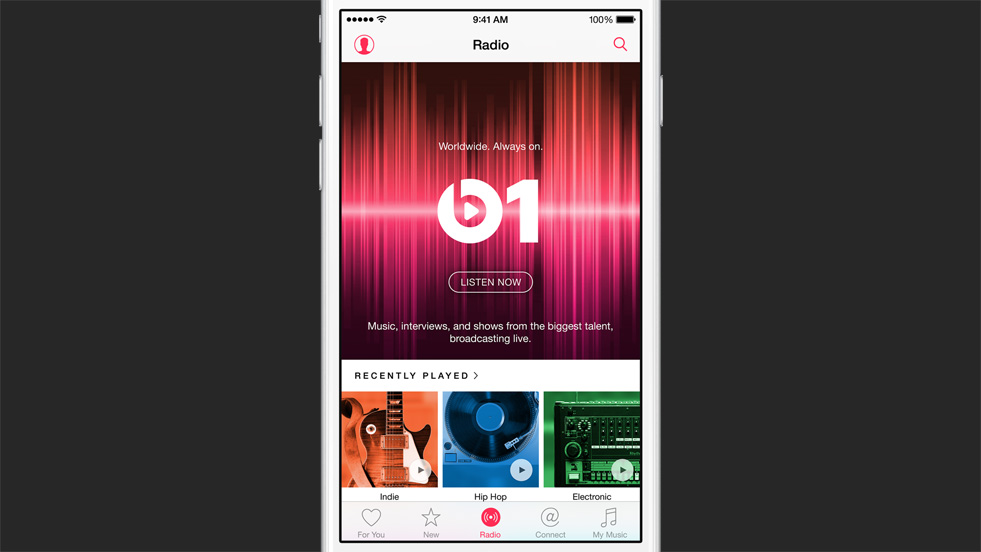 9:41 AM 100%
Radio
Worldwide. Always on.
b1
LISTEN NOW
Music, interviews, and shows from the biggest talent,
broadcasting live.
RECENTLY PLAYED >
Indie Hip Hop Electronic
For You New Radio @ Connect My Music